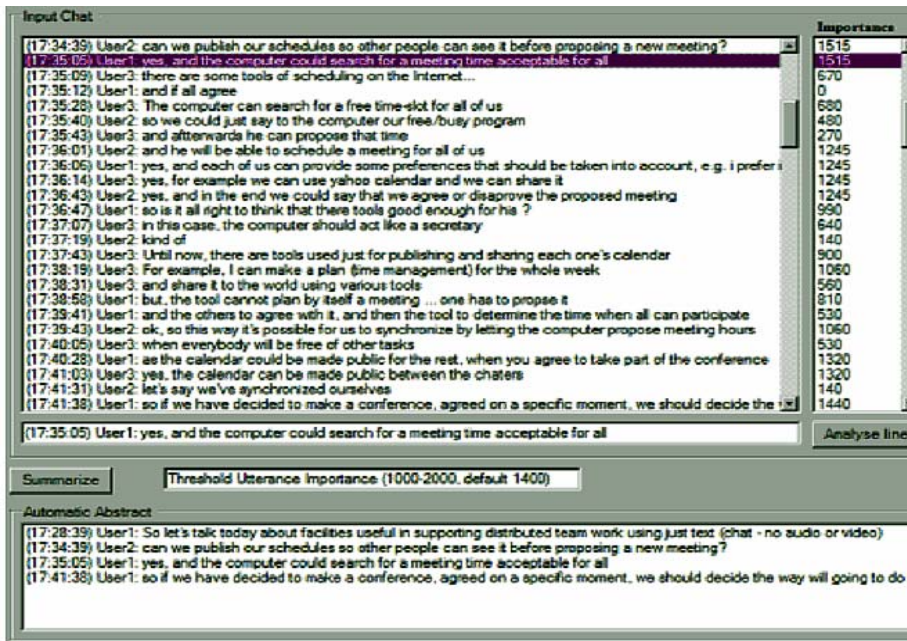 Input Chat
Importance
(17:34:39) User2: can we publish our schedules so other people can see it before proposing a new meeting?
1515
(17:35:05) User1: yes, and the computer could search for a meeting time acceptable for all
1515
(17:35:09) User3: there are some tools of scheduling on the Internet...
670
(17:35:12) User1: and if all agree
0
(17:35:28) User3: The computer can search for a free time-slot for all of us
680
(17:35:40) User2: so we could just say to the computer our free/busy program
480
(17:35:43) User3: and aftterwards he can propose that time
270
(17:36:01) User2: and he will be able to schedule a meeting for all of us
1245
(17:36:06) User1: yes, and each of us can provide some preferences that should be taken into account, e.g. i prefer i
1245
(17:36:14) User3: yes, for example we can use yahoo calendar and we can share it
1245
(17:36:43) User2: yes, and in the end we could say that we agree or disaprove the proposed meeting
1245
(17:36:47) User1: so is it all right to think that there tools good enough for his ?
990
(17:37:07) User3: in this case, the computer should act like a secretary
640
(17:37:19) User2: kind of
140
(17:37:43) User3: Until now, there are tools used just for publishing and sharing each one's calendar
900
(17:38:19) User3: For example, I can make a plan (time management) for the whole week
1060
(17:38:31) User3: and share it to the world using various tools
560
(17:38:58) User1: but, the tool cannot plan by itself a meeting ... one has to propse it
810
(17:39:41) User1: and the others to agree with it, and then the tool to determine the time when all can participate
530
(17:39:43) User2: ok, so this way it's possible for us to synchronize by letting the computer propose meeting hours
1060
(17:40:05) User3: when everybody will be free of other tasks
530
(17:40:28) User1: as the calendar could be made public for the rest, when you agree to take part of the conference
1320
(17:41:03) User3: yes, the calendar can be made public between the chaters
1320
(17:41:31) User2: let's say we've synchronized ourselves
140
(17:41:38) User1: so if we have decided to make a conference, agreed on a specific moment, we should decide the
1440
(17:35:05) User1: yes, and the computer could search for a meeting time acceptable for all
Analyse line
Summarize
Threshold Utterance Importance (1000-2000, default 1400)
Automatic Abstract
(17:28:39) User1: So let's talk today about facilities useful in supporting distributed team work using just text (chat - no audio or video)
(17:34:39) User2: can we publish our schedules so other people can see it before proposing a new meeting?
(17:35:05) User1: yes, and the computer could search for a meeting time acceptable for all
(17:41:38) User1: so if we have decided to make a conference, agreed on a specific moment, we should decide the way will going to do